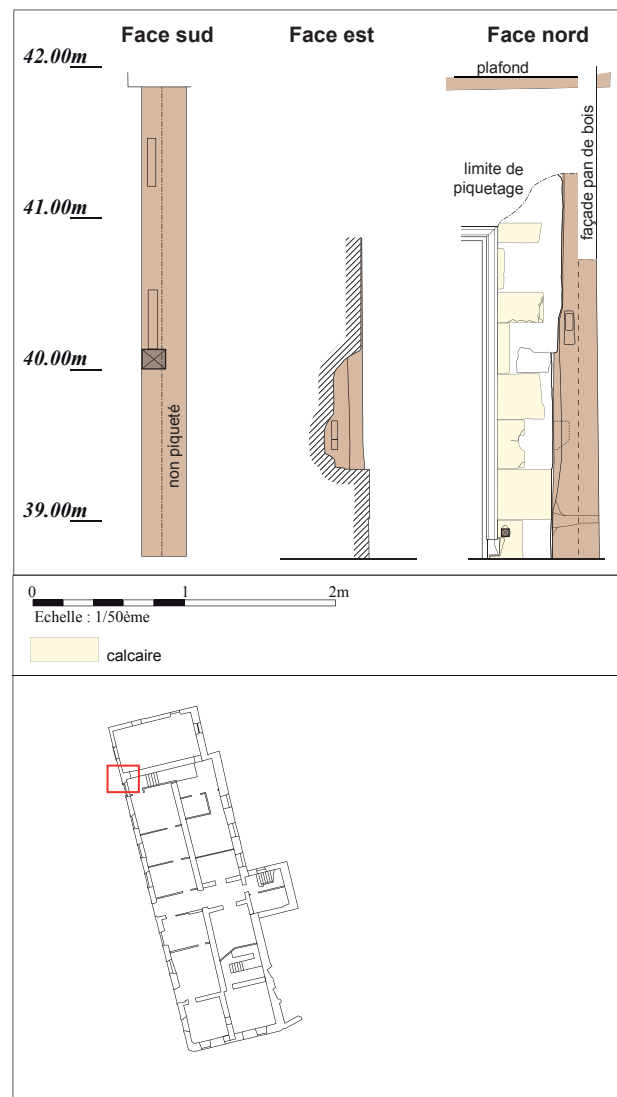 Face sud
Face est
Face nord
42.00m
plafond
façade pan de bois
limite de
piquetage
41.00m
40.00m
non piqueté
39.00m
0
1
2m
Echelle : 1/50ème
calcaire